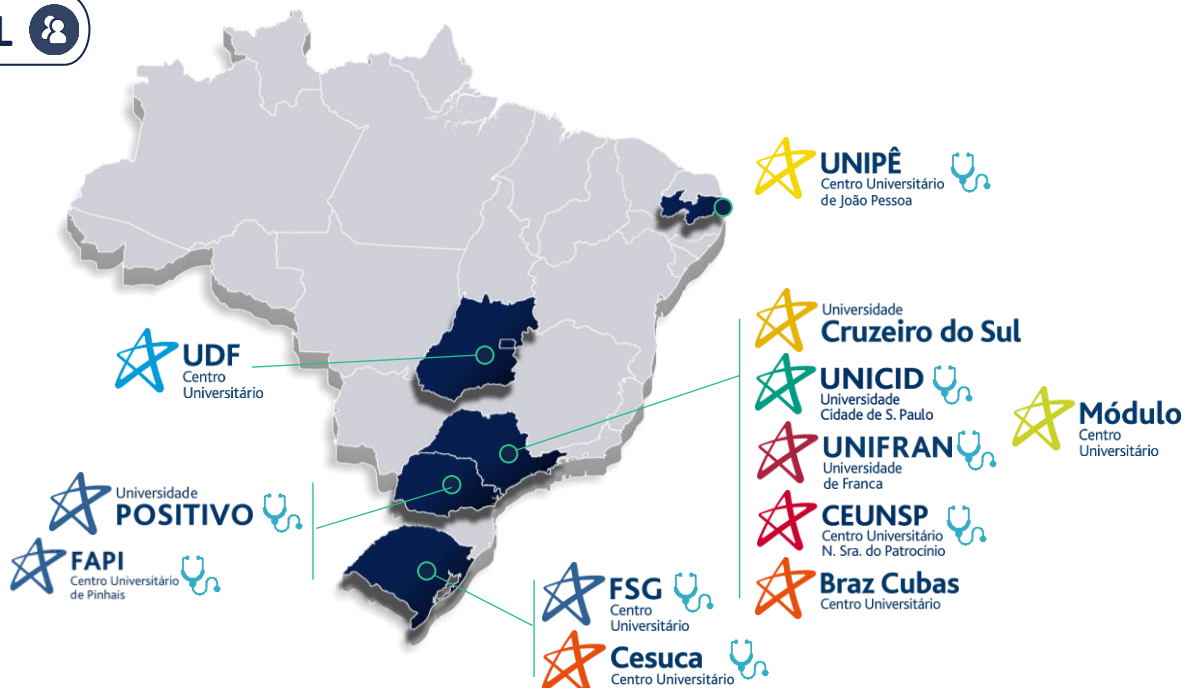 L
UNIPÊ
Centro Universitário
de João Pessoa
Universidade
Cruzeiro do Sul
UDF
Centro
Universitário
UNICID
Universidade
Cidade de S. Paulo
Módulo
Centro
Universitário
UNIFRAN
Universidade
de Franca
Universidade
POSITIVO
CEUNSP
Centro Universitário
N. Sra. do Patrocínio
FAPI
Centro Universitário
de Pinhais
FSG
Centro
Universitário
Braz Cubas
Centro Universitário
Cesuca
Centro Universitário